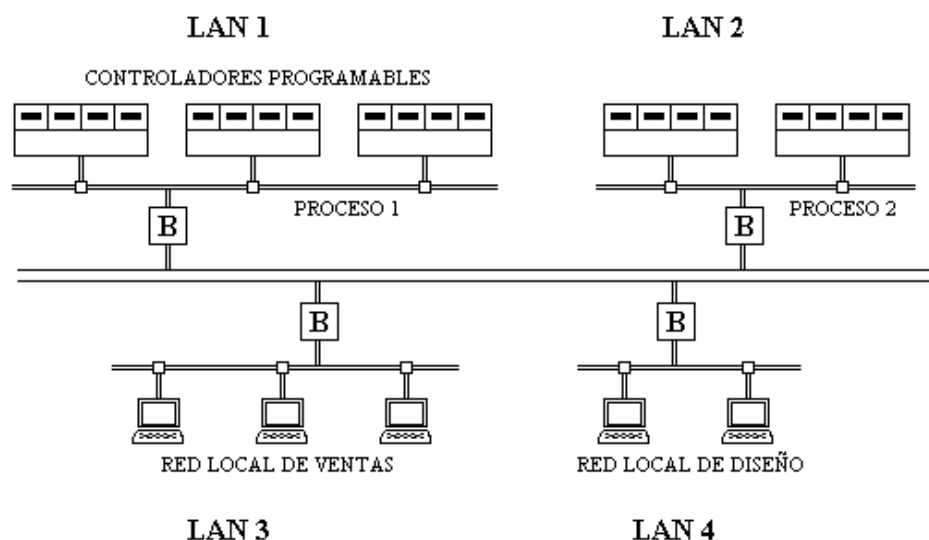 LAN 1
LAN 2
CONTROLADORES PROGRAMABLES
PROCESO 1
PROCESO 2
B
B
B
B
RED LOCAL DE VENTAS
RED LOCAL DE DISEÑO
LAN 3
LAN 4